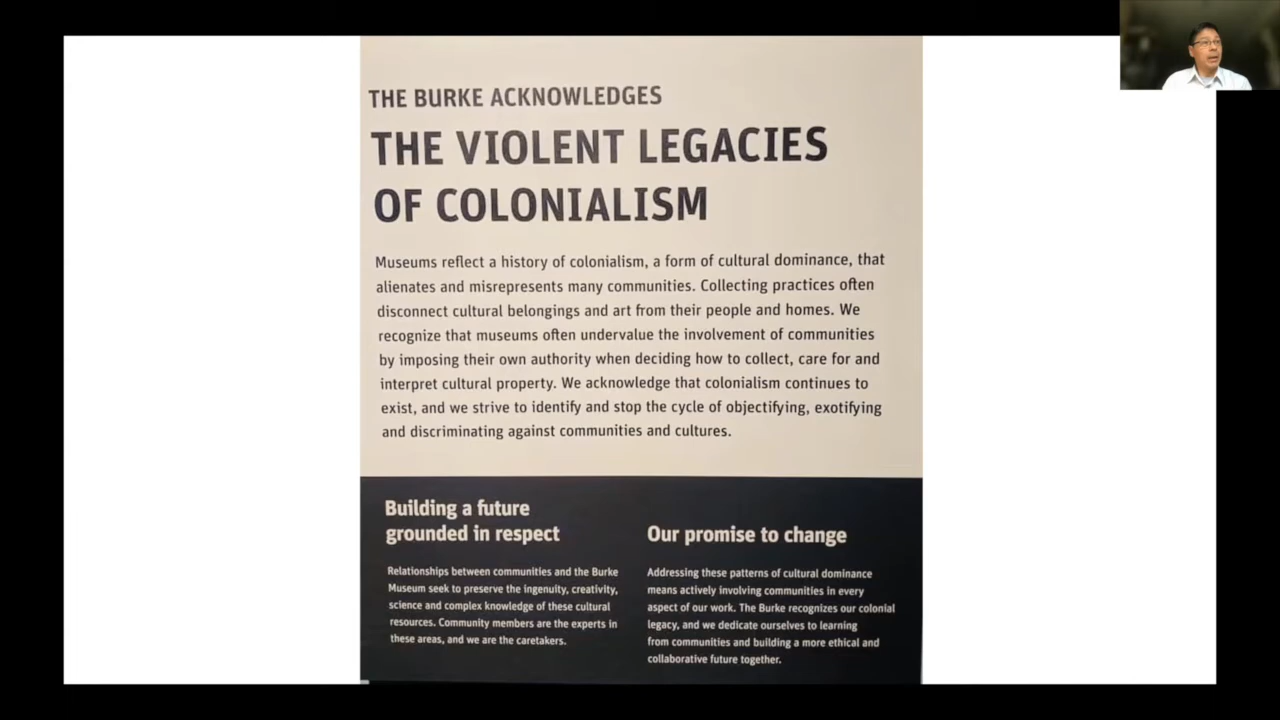 THE BURKE ACKNOWLEDGES
THE VIOLENT LEGACIES
OF COLONIALISM
Museums reflect a history of colonialism, a form of cultural dominance, that
alienates and misrepresents many communities. Collecting practices often
disconnect cultural belongings and art from their people and homes. We
recognize that museums often undervalue the involvement of communities
by imposing their own authority when deciding how to collect, care for and
interpret cultural property. We acknowledge that colonialism continues to
exist, and we strive to identify and stop the cycle of objectifying, exotifying
and discriminating against communities and cultures.
Building a future
grounded in respect
Relationships between communities and the Burke
Museum seek to preserve the ingenuity, creativity,
science and complex knowledge of these cultural
resources. Community members are the experts in
these areas, and we are the caretakers.
Our promise to change
Addressing these patterns of cultural dominance
means actively involving communities in every
aspect of our work. The Burke recognizes our colonial
legacy, and we dedicate ourselves to learning
from communities and building a more ethical and
collaborative future together.